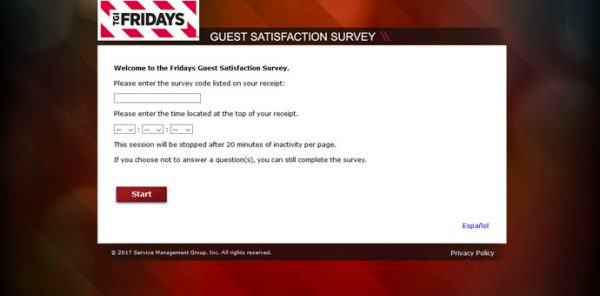 TGI FRIDAYS
GUEST SATISFACTION SURVEY
Welcome to the Fridays Guest Satisfaction Survey.
Please enter the survey code listed on your receipt:
Please enter the time located at the top of your receipt.
-- : -- : --
This session will be stopped after 20 minutes of inactivity per page.
If you choose not to answer a question(s), you can still complete the survey.
Start
Español
© 2017 Service Management Group, Inc. All rights reserved.
Privacy Policy